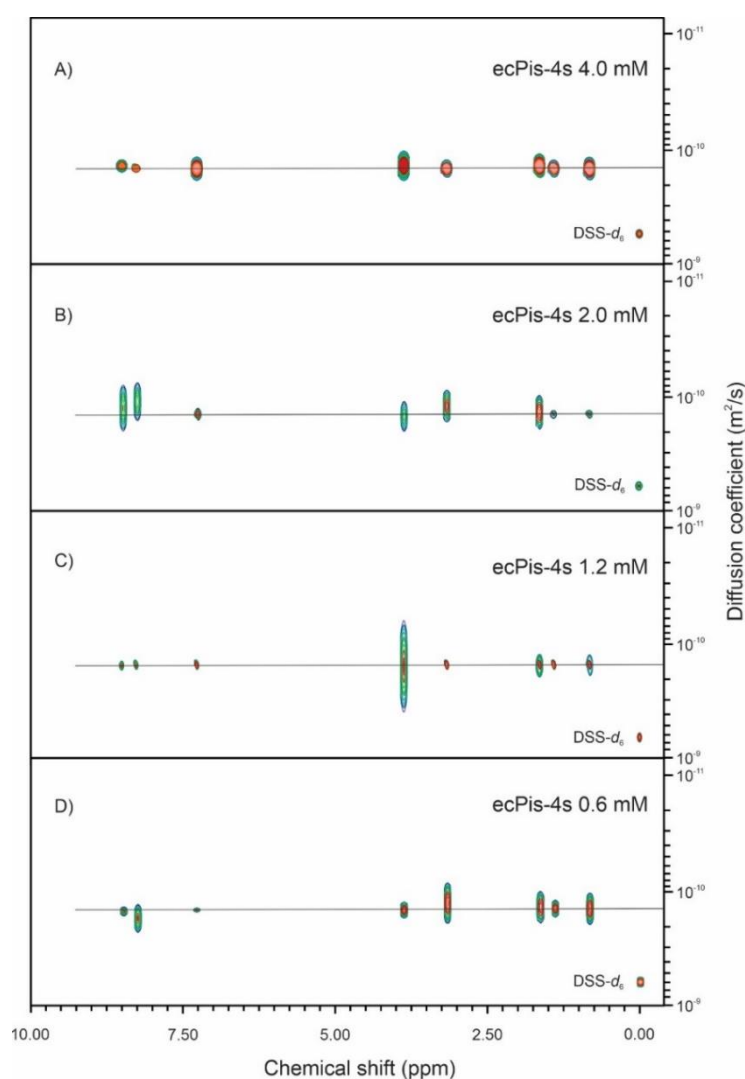 A)
ecPis-4s 4.0 mM
10⁻¹¹
10⁻¹⁰
DSS-d₆
10⁻⁹
B)
ecPis-4s 2.0 mM
10⁻¹¹
10⁻¹⁰
DSS-d₆
10⁻⁹
C)
ecPis-4s 1.2 mM
10⁻¹¹
10⁻¹⁰
DSS-d₆
10⁻⁹
D)
ecPis-4s 0.6 mM
10⁻¹¹
10⁻¹⁰
DSS-d₆
10⁻⁹
Diffusion coefficient (m²/s)
10.00 7.50 5.00 2.50 0.00
Chemical shift (ppm)